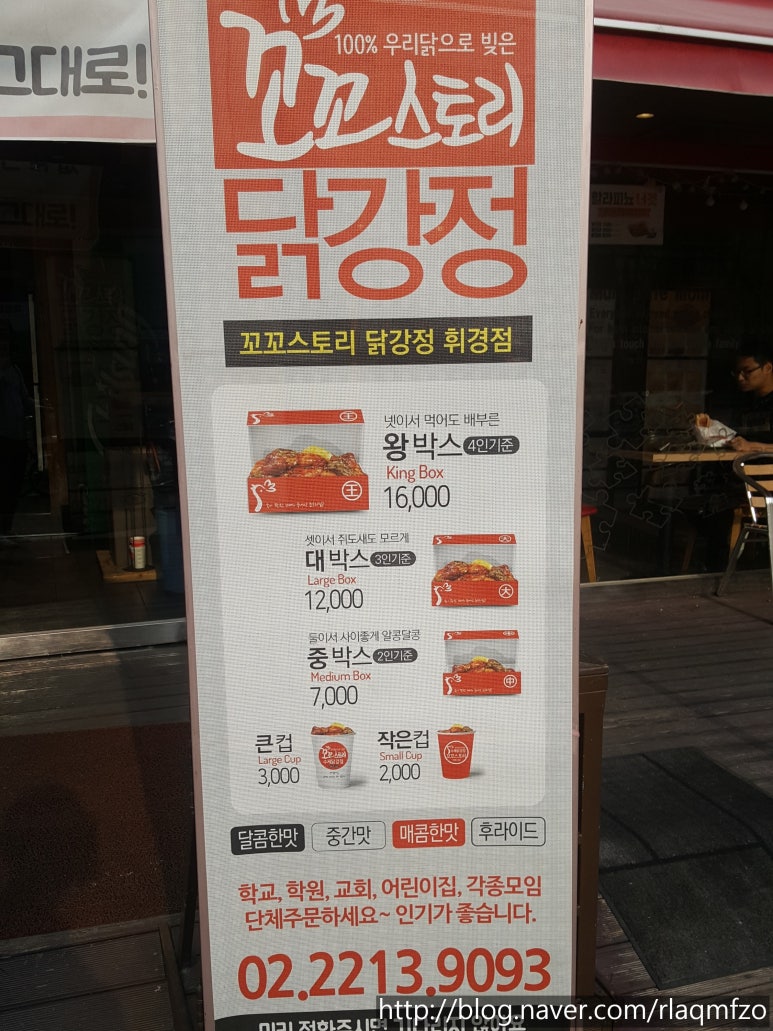 그대로!
100% 우리닭으로 빚은
꼬꼬스토리
닭강정
꼬꼬스토리 닭강정 휘경점
넷이서 먹어도 배부른
왕박스 4인기준
King Box
16,000
셋이서 쥐도새도 모르게
대박스 3인기준
Large Box
12,000
둘이서 사이좋게 알콩달콩
중박스 2인기준
Medium Box
7,000
큰컵
Large Cup
3,000
작은컵
Small Cup
2,000
달콤한맛 중간맛 매콤한맛 후라이드
학교, 학원, 교회, 어린이집, 각종모임
단체주문하세요~ 인기가 좋습니다.
02.2213.9093
미리 전화주시면
http://blog.naver.com/rlaqmfzo